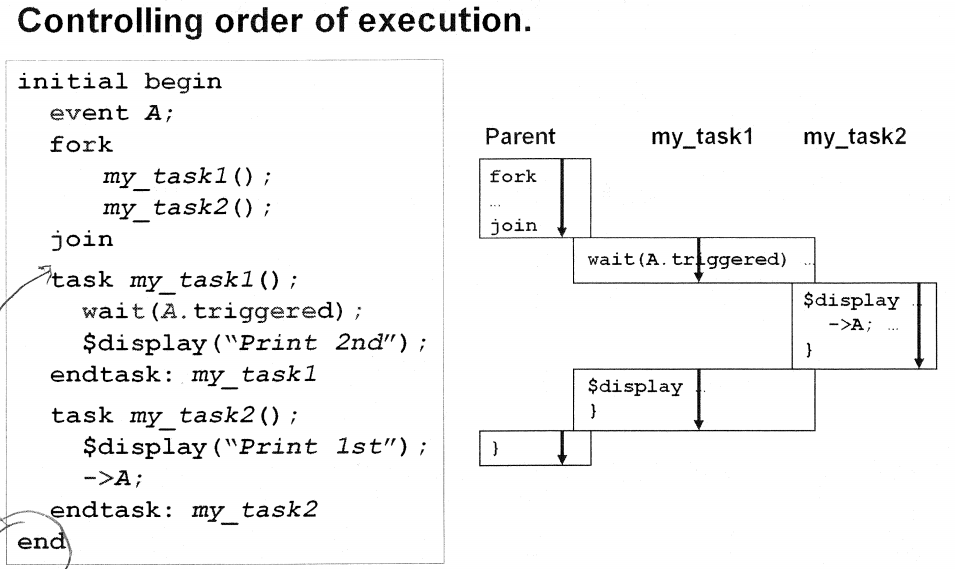 Controlling order of execution.
initial begin
event A;
fork
my_task1();
my_task2();
join
task my_task1();
wait(A.triggered);
$display("Print 2nd");
endtask: my_task1
task my_task2();
$display("Print 1st");
->A;
endtask: my_task2
end
Parent my_task1 my_task2
fork
...
join
wait(A.triggered) ...
$display ...
->A; ...
}
$display ...
}
}